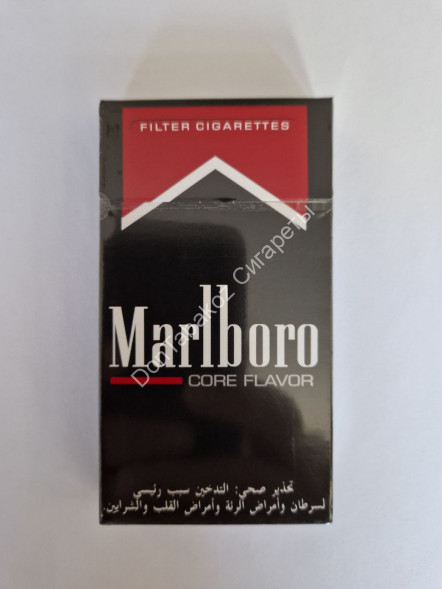 FILTER CIGARETTES
Marlboro
CORE FLAVOR
تحذير صحي: التدخين سبب رئيسي
لسرطان وأمراض الرئة وأمراض القلب والشرايين.
Сигареты